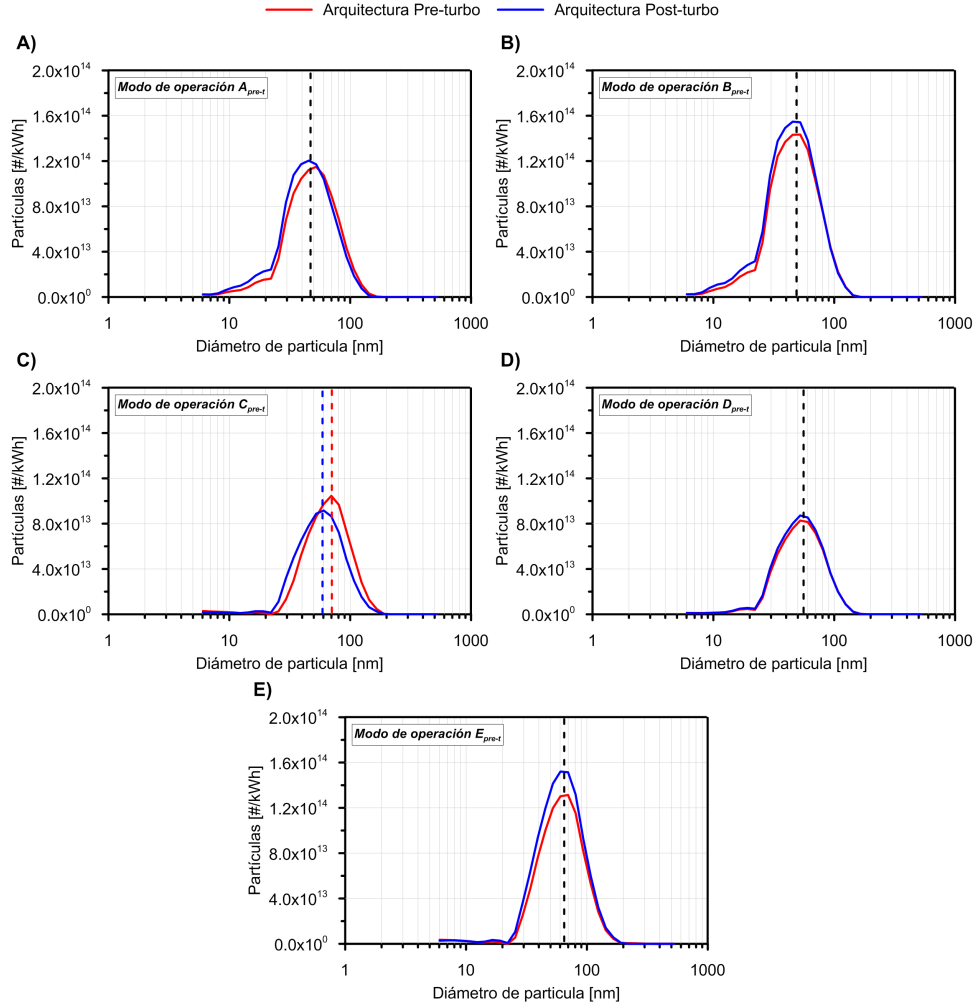 Arquitectura Pre-turbo Arquitectura Post-turbo
A)
Modo de operación A_pre-t
Partículas [#/kWh]
2.0x10^14
1.6x10^14
1.2x10^14
8.0x10^13
4.0x10^13
0.0x10^0
1 10 100 1000
Diámetro de particula [nm]
B)
Modo de operación B_pre-t
Partículas [#/kWh]
2.0x10^14
1.6x10^14
1.2x10^14
8.0x10^13
4.0x10^13
0.0x10^0
1 10 100 1000
Diámetro de particula [nm]
C)
Modo de operación C_pre-t
Partículas [#/kWh]
2.0x10^14
1.6x10^14
1.2x10^14
8.0x10^13
4.0x10^13
0.0x10^0
1 10 100 1000
Diámetro de particula [nm]
D)
Modo de operación D_pre-t
Partículas [#/kWh]
2.0x10^14
1.6x10^14
1.2x10^14
8.0x10^13
4.0x10^13
0.0x10^0
1 10 100 1000
Diámetro de particula [nm]
E)
Modo de operación E_pre-t
Partículas [#/kWh]
2.0x10^14
1.6x10^14
1.2x10^14
8.0x10^13
4.0x10^13
0.0x10^0
1 10 100 1000
Diámetro de particula [nm]